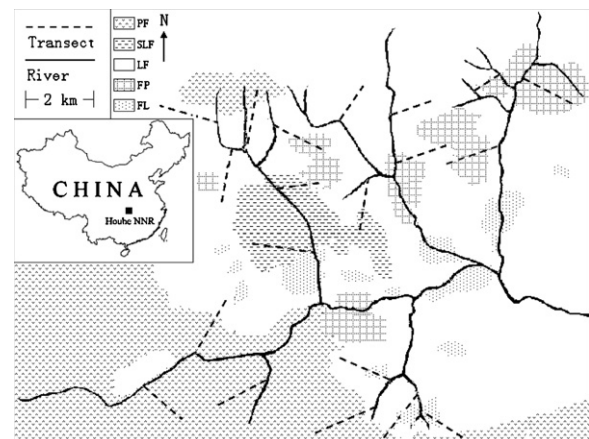 Transect
River
2 km
PF
SLF
LF
FP
FL
N
CHINA
Houhe NNR